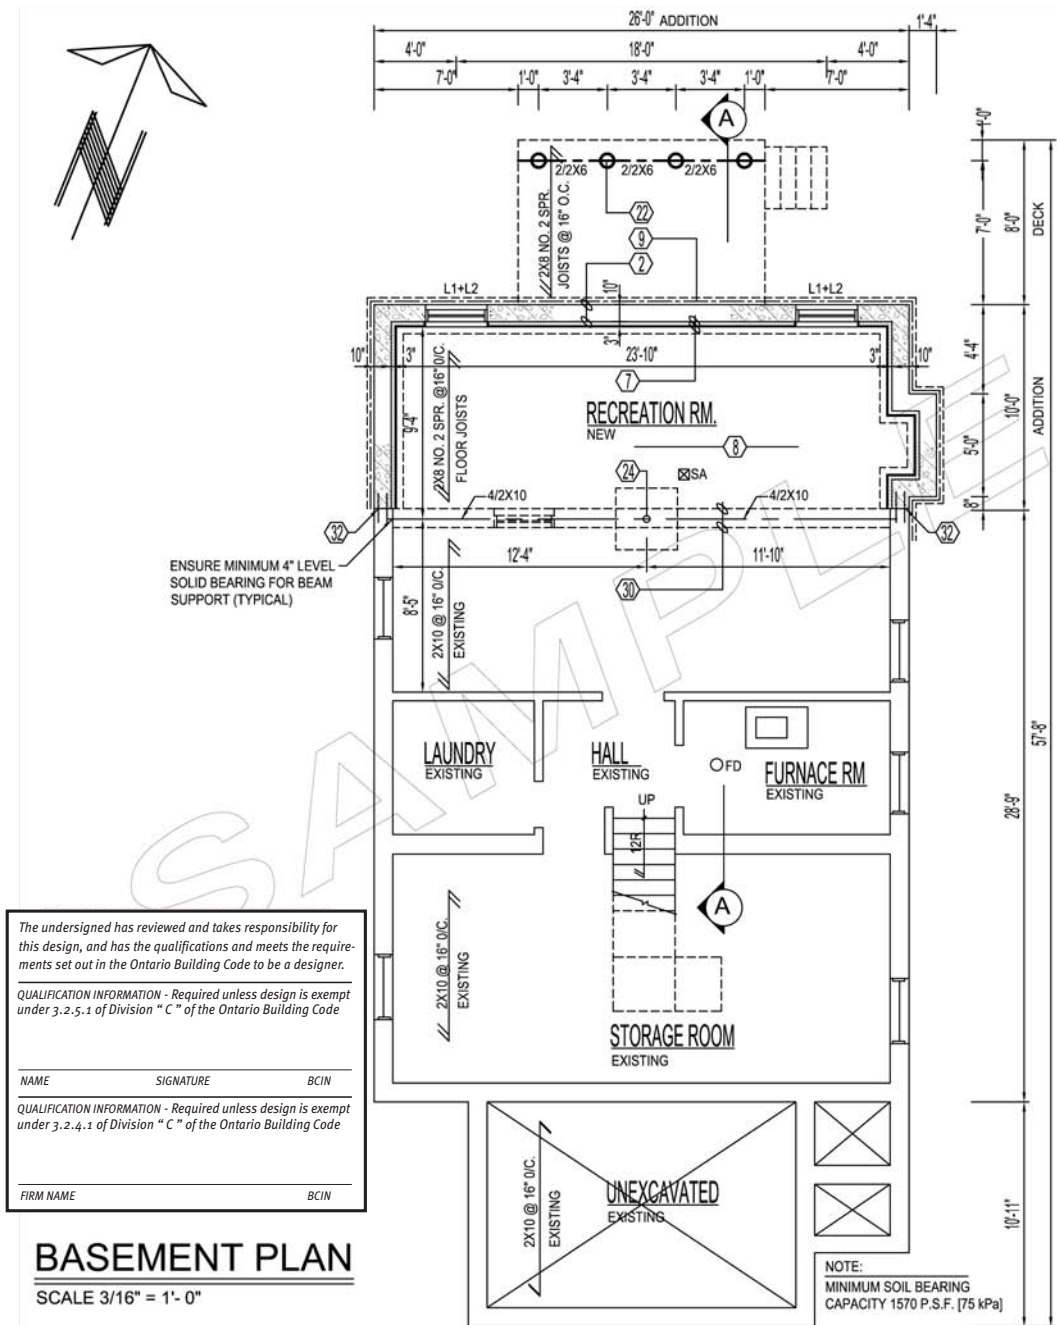 26'-0" ADDITION
1'-4"
4'-0"
18'-0"
4'-0"
7'-0"
1'-0"
3'-4"
3'-4"
3'-4"
1'-0"
7'-0"
A
1'-0"
2/2X6
2/2X6
2/2X6
2X8 NO. 2 SPR.
JOISTS @ 16" O.C.
22
9
2
7'-0"
8'-0"
DECK
L1+L2
L1+L2
10"
3"
10"
3"
23'-10"
3"
10"
4'-4"
7
9'-4"
2X8 NO. 2 SPR. @16" 0/C.
FLOOR JOISTS
RECREATION RM.
NEW
8
24
SA
5'-0"
10'-0"
ADDITION
8"
4/2X10
4/2X10
32
32
ENSURE MINIMUM 4" LEVEL
SOLID BEARING FOR BEAM
SUPPORT (TYPICAL)
12'-4"
11'-10"
30
8'-5"
2X10 @ 16" 0/C.
EXISTING
SAMPLE
LAUNDRY
EXISTING
HALL
EXISTING
FD
FURNACE RM
EXISTING
57'-8"
28'-9"
UP
12R
A
2X10 @ 16" 0/C.
EXISTING
STORAGE ROOM
EXISTING
The undersigned has reviewed and takes responsibility for
this design, and has the qualifications and meets the require-
ments set out in the Ontario Building Code to be a designer.
QUALIFICATION INFORMATION - Required unless design is exempt
under 3.2.5.1 of Division " C " of the Ontario Building Code
NAME SIGNATURE BCIN
QUALIFICATION INFORMATION - Required unless design is exempt
under 3.2.4.1 of Division " C " of the Ontario Building Code
FIRM NAME BCIN
2X10 @ 16" 0/C.
EXISTING
UNEXCAVATED
EXISTING
10'-11"
BASEMENT PLAN
SCALE 3/16" = 1'- 0"
NOTE:
MINIMUM SOIL BEARING
CAPACITY 1570 P.S.F. [75 kPa]